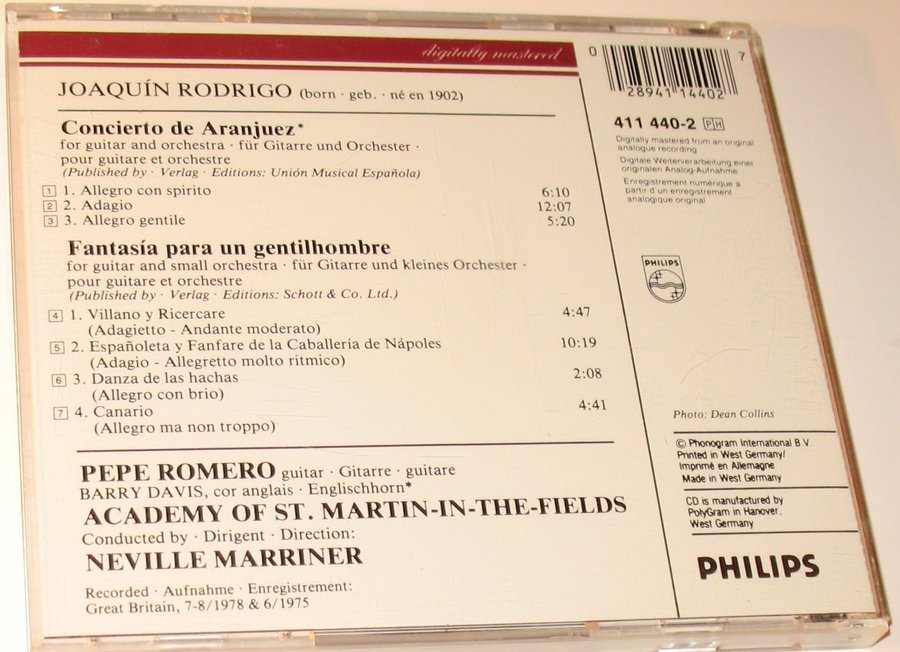 digitally mastered
JOAQUÍN RODRIGO (born · geb. · né en 1902)
Concierto de Aranjuez*
for guitar and orchestra · für Gitarre und Orchester ·
pour guitare et orchestre
(Published by · Verlag · Editions: Unión Musical Española)
1 1. Allegro con spirito 6:10
2 2. Adagio 12:07
3 3. Allegro gentile 5:20
Fantasía para un gentilhombre
for guitar and small orchestra · für Gitarre und kleines Orchester ·
pour guitare et orchestre
(Published by · Verlag · Editions: Schott & Co. Ltd.)
4 1. Villano y Ricercare 4:47
(Adagietto - Andante moderato)
5 2. Españoleta y Fanfare de la Caballería de Nápoles 10:19
(Adagio - Allegretto molto ritmico)
6 3. Danza de las hachas 2:08
(Allegro con brio)
7 4. Canario 4:41
(Allegro ma non troppo)
PEPE ROMERO guitar · Gitarre · guitare
BARRY DAVIS, cor anglais · Englischhorn*
ACADEMY OF ST. MARTIN-IN-THE-FIELDS
Conducted by · Dirigent · Direction:
NEVILLE MARRINER
Recorded · Aufnahme · Enregistrement:
Great Britain, 7-8/1978 & 6/1975
0 28941 14402 7
411 440-2 PH
Digitally mastered from an original
analogue recording
Digitale Weiterverarbeitung einer
originalen Analog-Aufnahme
Enregistrement numérique à
partir d'un enregistrement
analogique original
PHILIPS
Photo: Dean Collins
© Phonogram International B.V.
Printed in West Germany/
Imprimé en Allemagne
Made in West Germany
CD is manufactured by
PolyGram in Hanover,
West Germany
PHILIPS